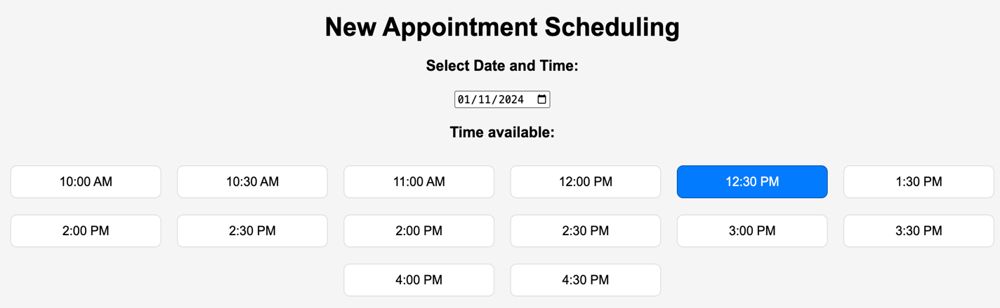 New Appointment Scheduling
Select Date and Time:
01/11/2024
Time available:
10:00 AM 10:30 AM 11:00 AM 12:00 PM 12:30 PM 1:30 PM
2:00 PM 2:30 PM 2:00 PM 2:30 PM 3:00 PM 3:30 PM
4:00 PM 4:30 PM